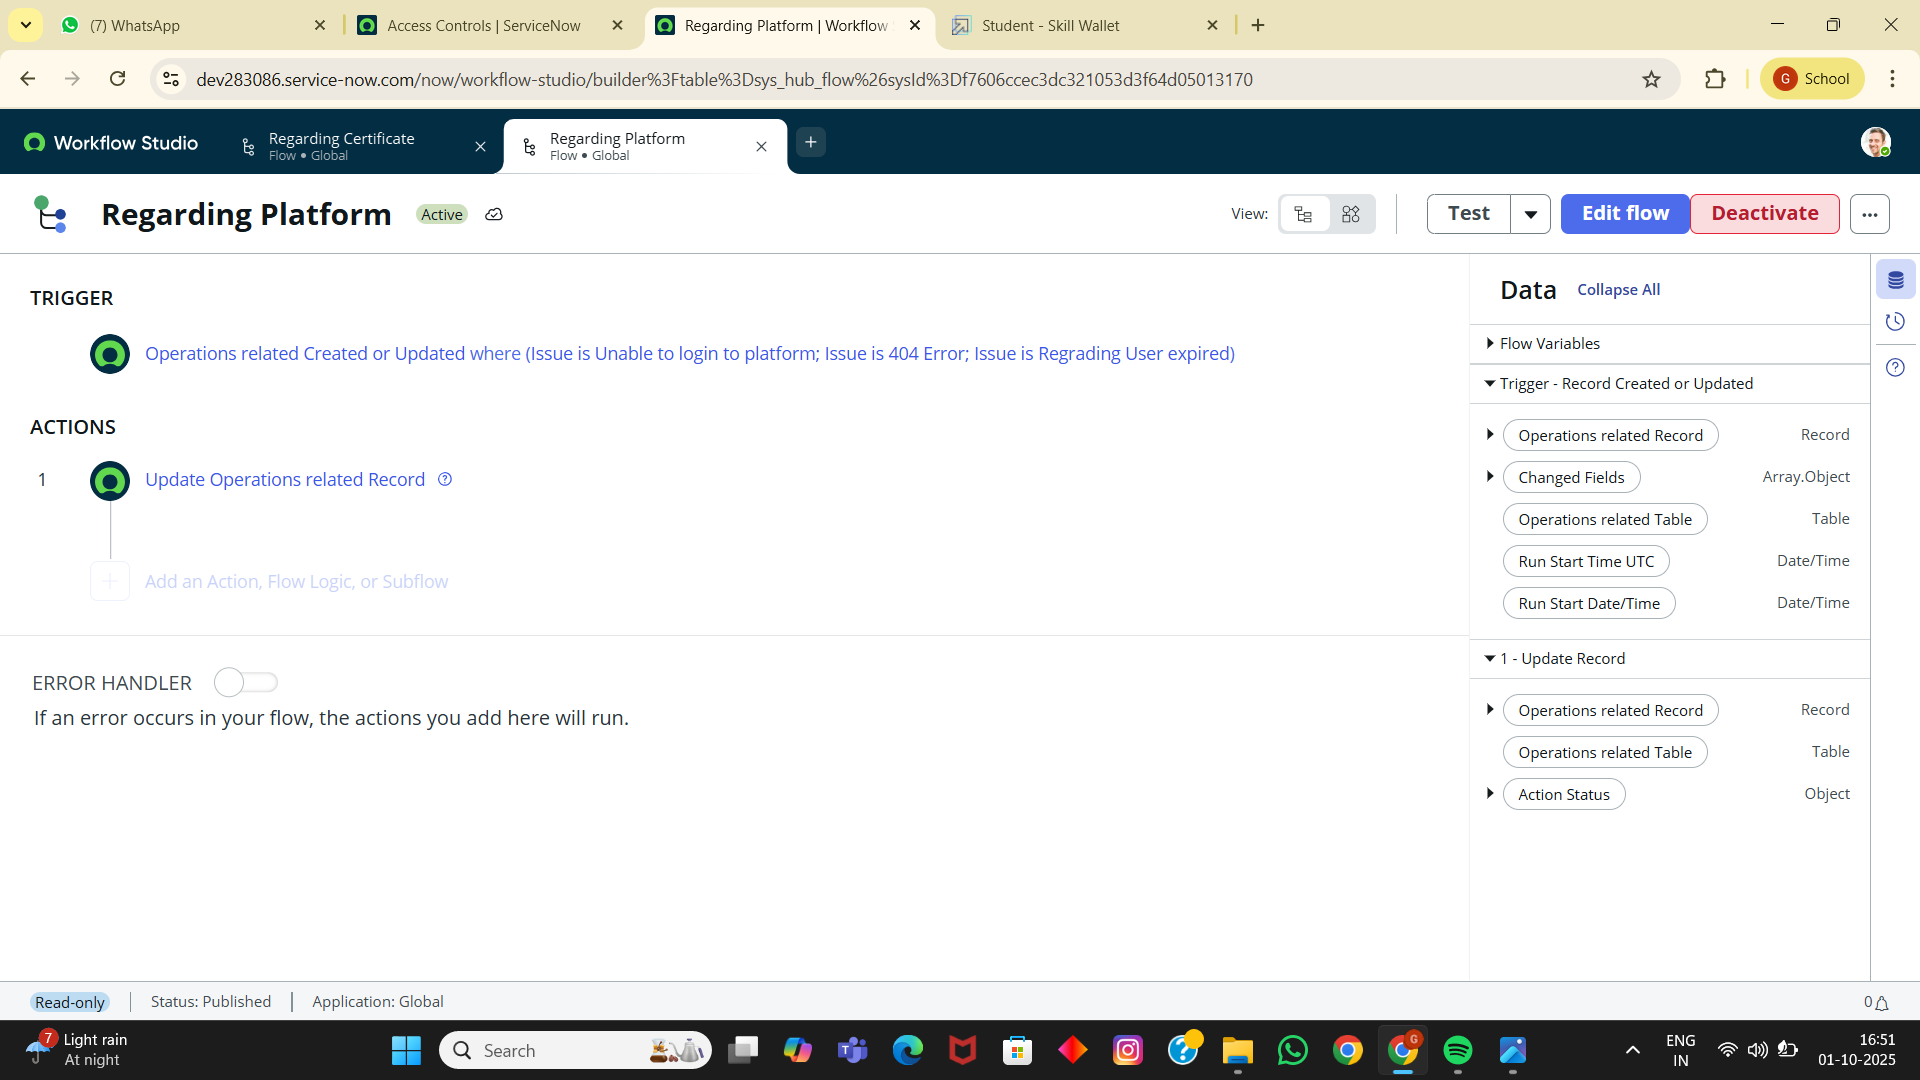 (7) WhatsApp
Access Controls | ServiceNow
Regarding Platform | Workflow
Student - Skill Wallet
dev283086.service-now.com/now/workflow-studio/builder%3Ftable%3Dsys_hub_flow%26sysId%3Df7606ccec3dc321053d3f64d05013170
G School
Workflow Studio
Regarding Certificate
Flow • Global
Regarding Platform
Flow • Global
Regarding Platform
Active
View:
Test
Edit flow
Deactivate
TRIGGER
Operations related Created or Updated where (Issue is Unable to login to platform; Issue is 404 Error; Issue is Regrading User expired)
ACTIONS
1
Update Operations related Record
Add an Action, Flow Logic, or Subflow
ERROR HANDLER
If an error occurs in your flow, the actions you add here will run.
Data
Collapse All
Flow Variables
Trigger - Record Created or Updated
Operations related Record Record
Changed Fields Array.Object
Operations related Table Table
Run Start Time UTC Date/Time
Run Start Date/Time Date/Time
1 - Update Record
Operations related Record Record
Operations related Table Table
Action Status Object
Read-only
Status: Published
Application: Global
0
7
Light rain
At night
Search
G
ENG
IN
16:51
01-10-2025